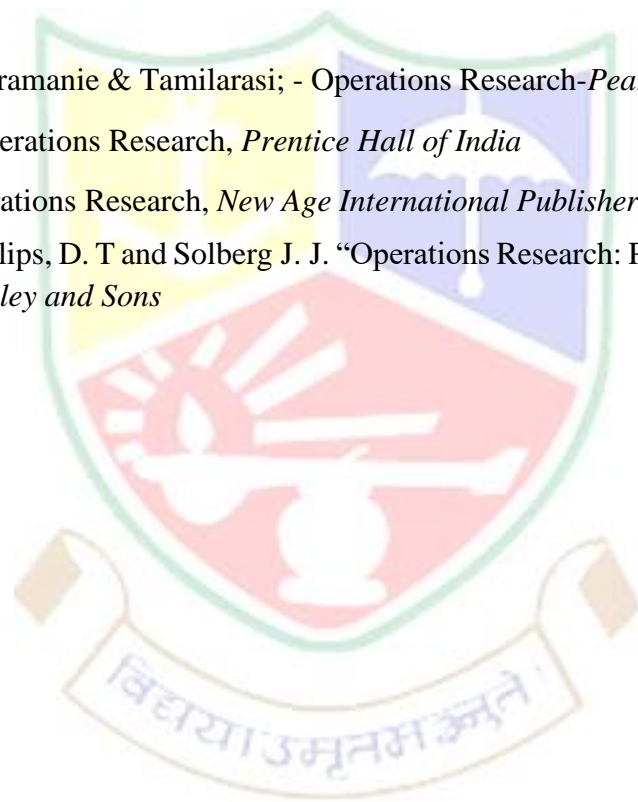 ramanie & Tamilarasi; - Operations Research-Pea
erations Research, Prentice Hall of India
ations Research, New Age International Publisher
lips, D. T and Solberg J. J. “Operations Research: P
ley and Sons
विद्ययाऽमृतमश्नुते